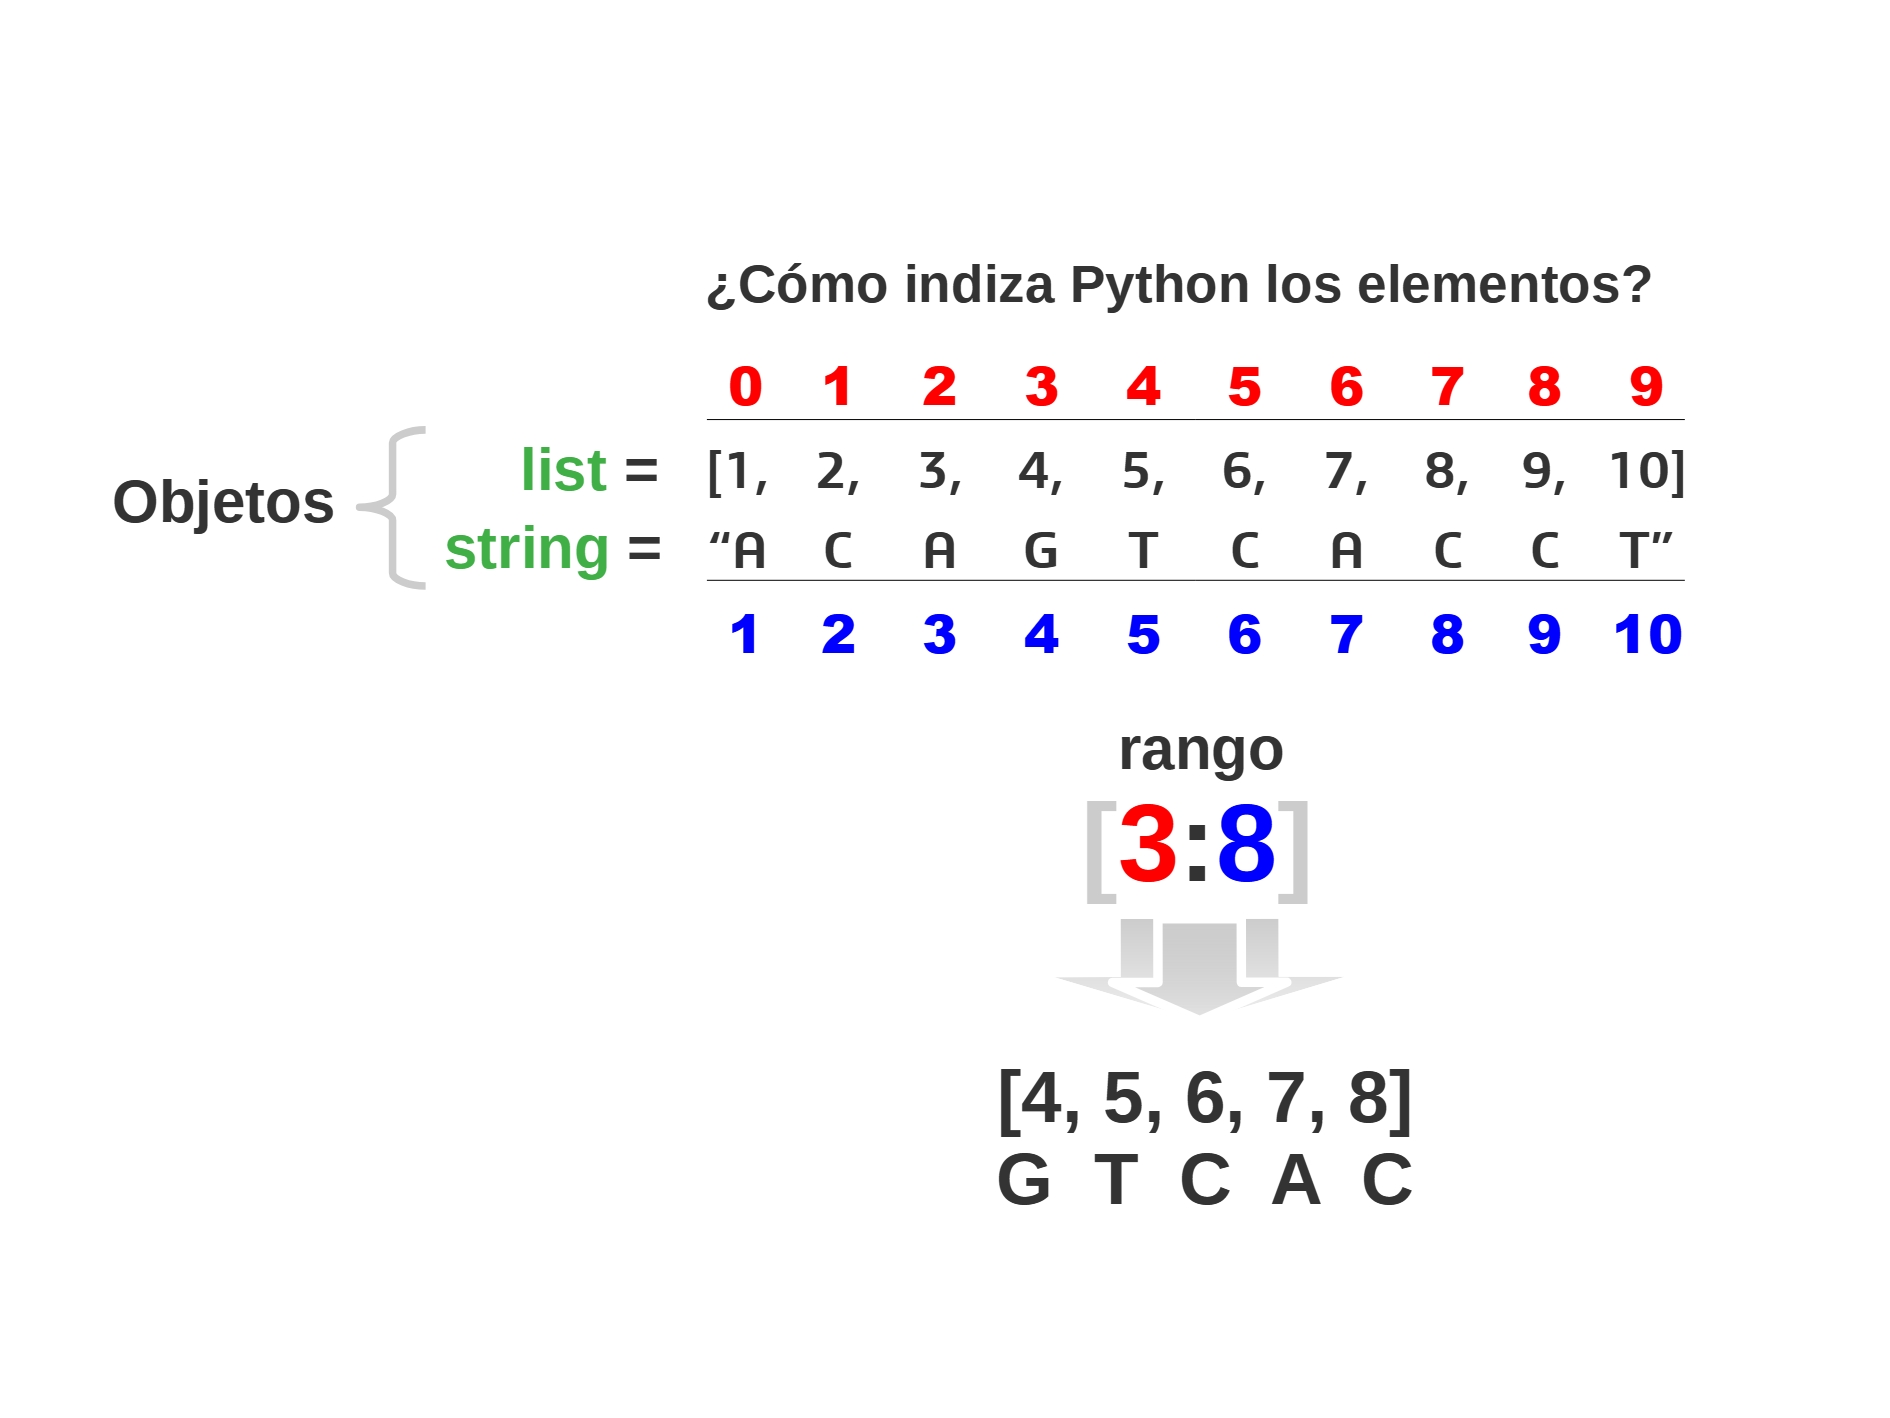 ¿Cómo indiza Python los elementos?
0 1 2 3 4 5 6 7 8 9
Objetos
list = [1, 2, 3, 4, 5, 6, 7, 8, 9, 10]
string = “A C A G T C A C C T”
1 2 3 4 5 6 7 8 9 10
rango
[3:8]
[4, 5, 6, 7, 8]
G T C A C